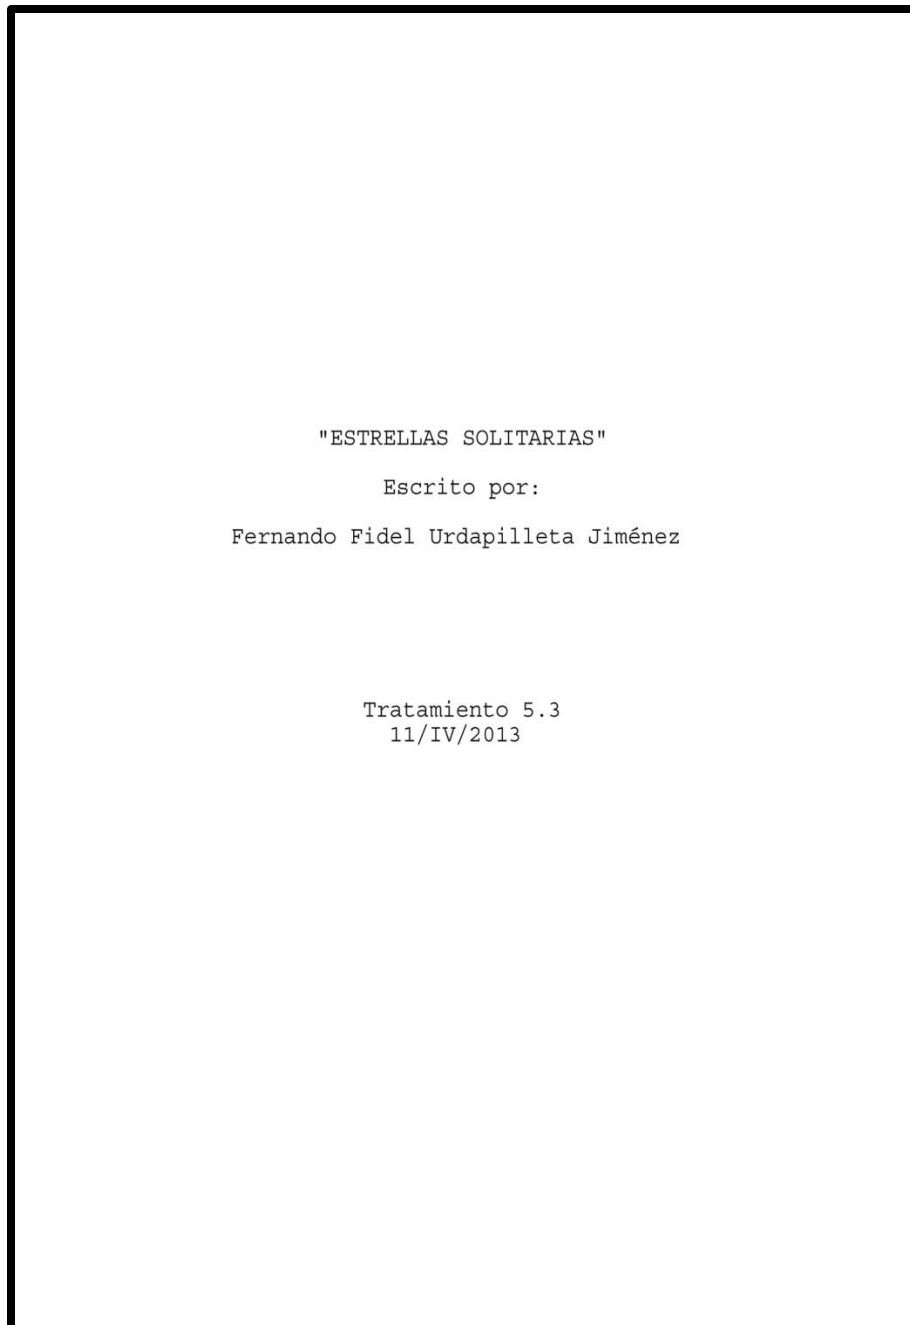 "ESTRELLAS SOLITARIAS"
Escrito por:
Fernando Fidel Urdapilleta Jiménez
Tratamiento 5.3
11/IV/2013